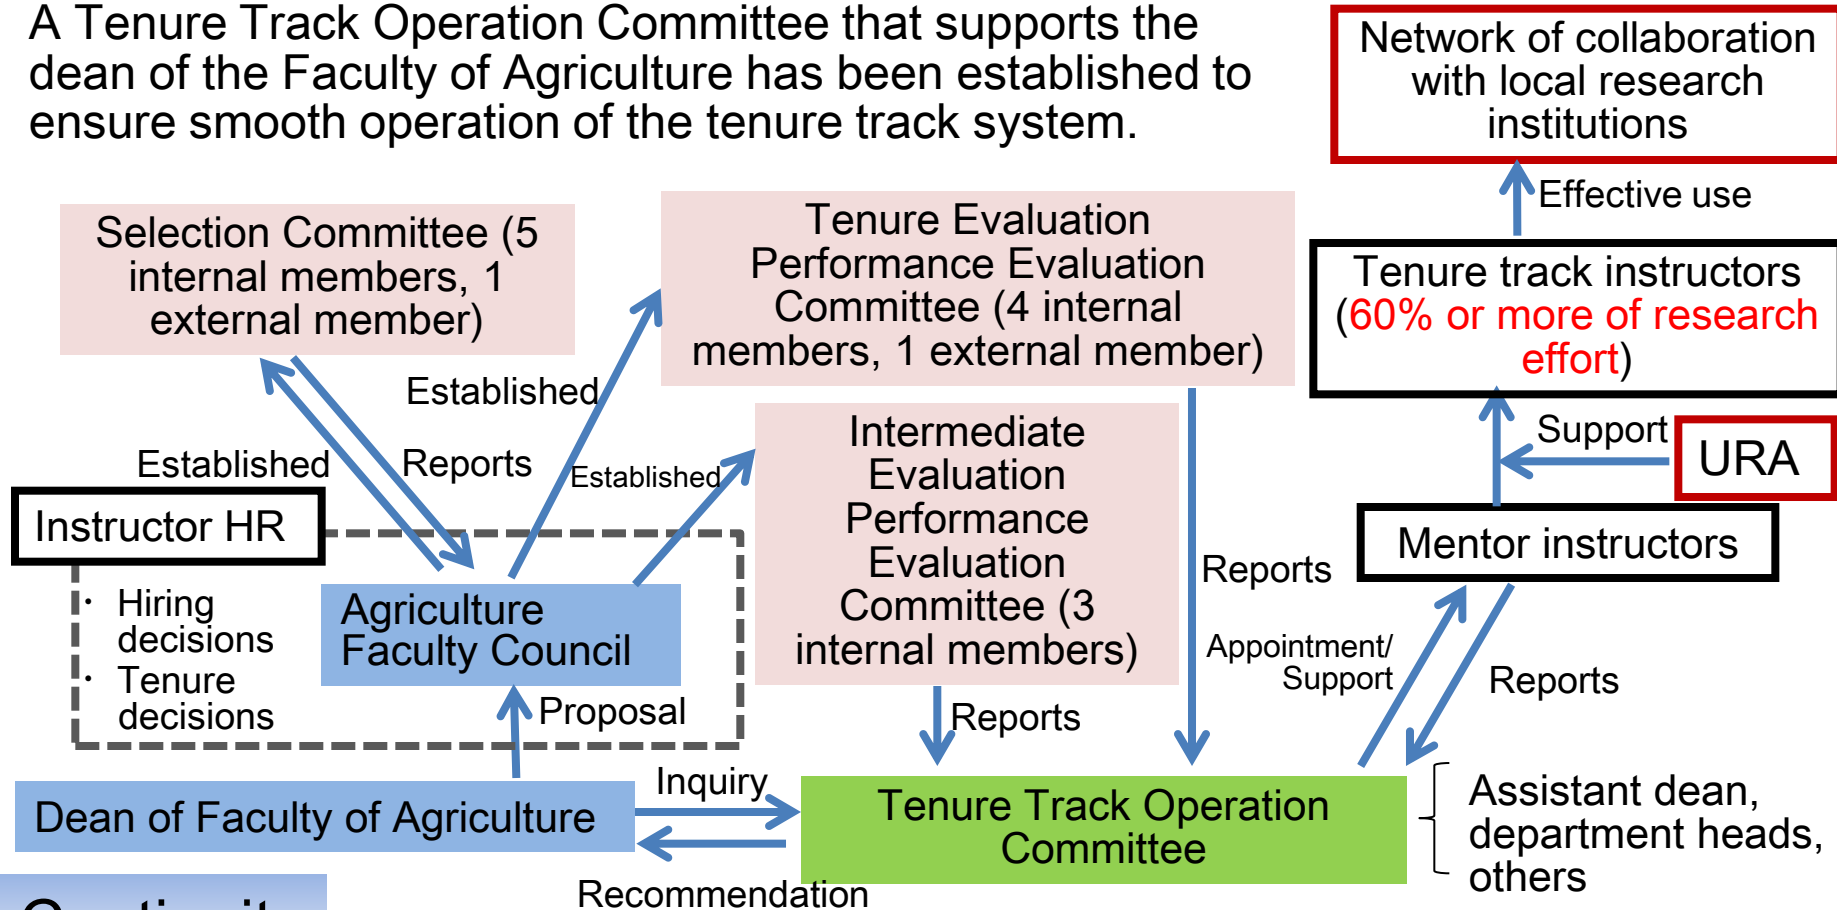 A Tenure Track Operation Committee that supports the
dean of the Faculty of Agriculture has been established to
ensure smooth operation of the tenure track system.
Network of collaboration
with local research
institutions
Effective use
Selection Committee (5
internal members, 1
external member)
Tenure Evaluation
Performance Evaluation
Committee (4 internal
members, 1 external member)
Tenure track instructors
(60% or more of research
effort)
Established
Established
Reports
Established
Intermediate
Evaluation
Performance
Evaluation
Committee (3
internal members)
Support
URA
Instructor HR
Mentor instructors
・ Hiring
decisions
・ Tenure
decisions
Agriculture
Faculty Council
Reports
Appointment/
Support
Reports
Proposal
Reports
Dean of Faculty of Agriculture
Inquiry
Tenure Track Operation
Committee
Assistant dean,
department heads,
others
Recommendation